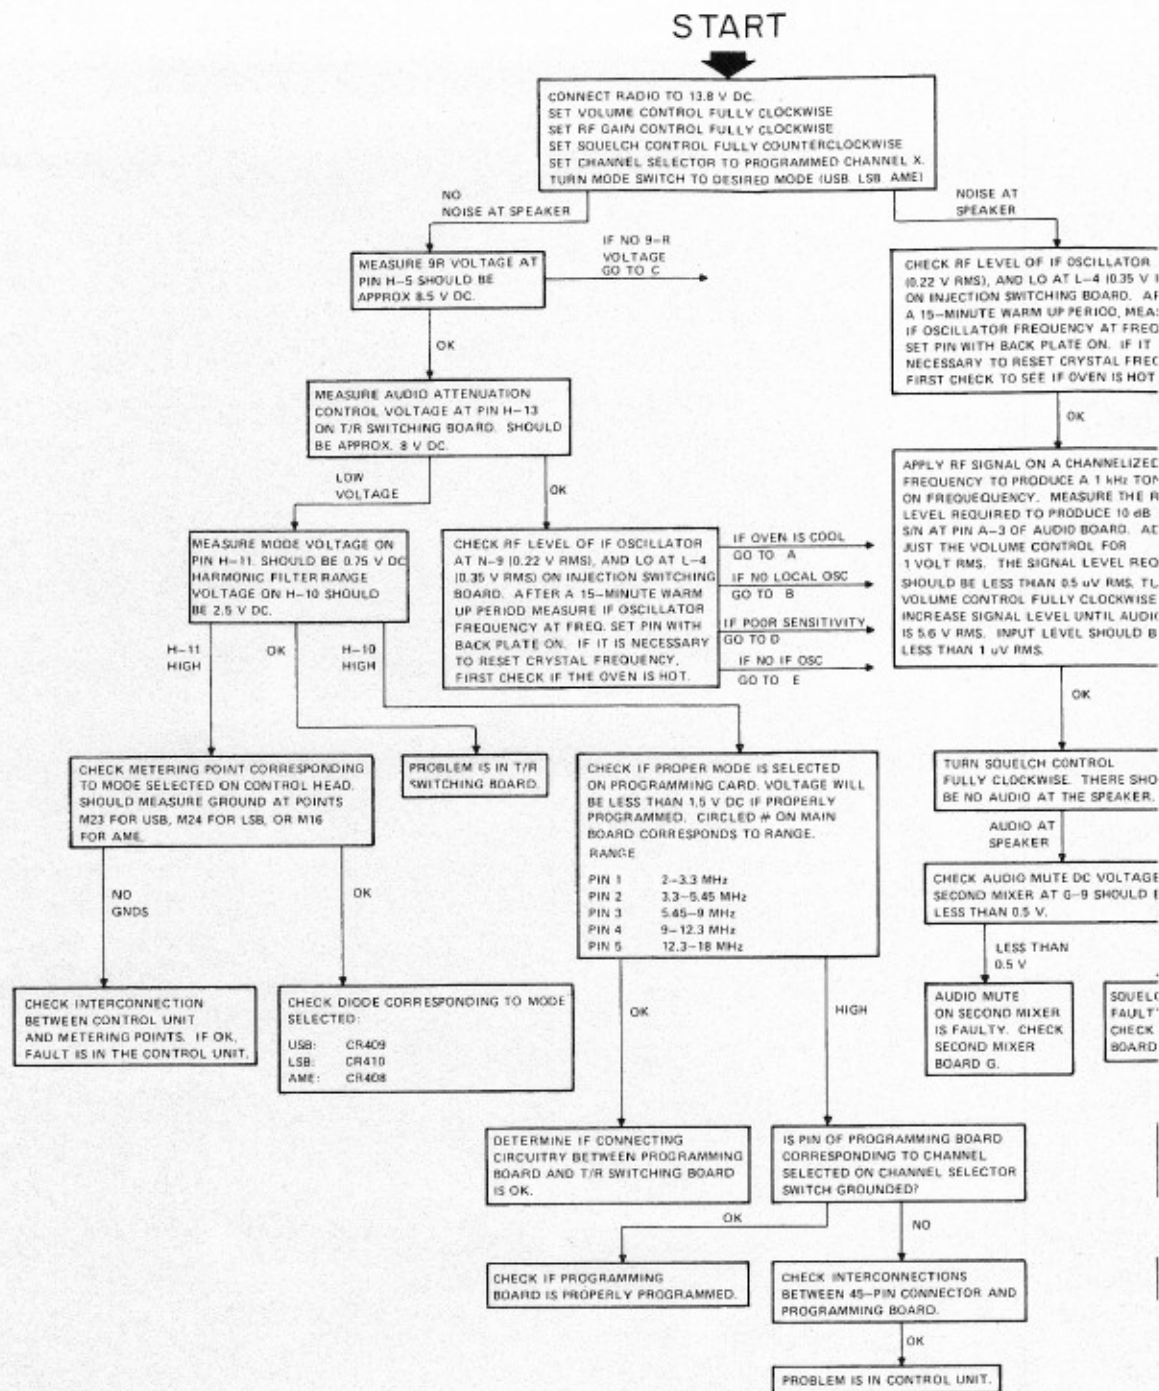 START
CONNECT RADIO TO 13.8 V DC.
SET VOLUME CONTROL FULLY CLOCKWISE
SET RF GAIN CONTROL FULLY CLOCKWISE
SET SQUELCH CONTROL FULLY COUNTERCLOCKWISE
SET CHANNEL SELECTOR TO PROGRAMMED CHANNEL X.
TURN MODE SWITCH TO DESIRED MODE (USB, LSB, AME)
NO
NOISE AT SPEAKER
NOISE AT
SPEAKER
MEASURE 9R VOLTAGE AT
PIN H-5 SHOULD BE
APPROX 8.5 V DC.
IF NO 9-R
VOLTAGE
GO TO C
OK
MEASURE AUDIO ATTENUATION
CONTROL VOLTAGE AT PIN H-13
ON T/R SWITCHING BOARD. SHOULD
BE APPROX. 8 V DC.
LOW
VOLTAGE
OK
MEASURE MODE VOLTAGE ON
PIN H-11. SHOULD BE 0.75 V DC
HARMONIC FILTER RANGE
VOLTAGE ON H-10 SHOULD
BE 2.5 V DC.
CHECK RF LEVEL OF IF OSCILLATOR
AT N-9 (0.22 V RMS), AND LO AT L-4
(0.35 V RMS) ON INJECTION SWITCHING
BOARD. AFTER A 15-MINUTE WARM
UP PERIOD MEASURE IF OSCILLATOR
FREQUENCY AT FREQ. SET PIN WITH
BACK PLATE ON. IF IT IS NECESSARY
TO RESET CRYSTAL FREQUENCY,
FIRST CHECK IF THE OVEN IS HOT.
IF OVEN IS COOL
GO TO A
IF NO LOCAL OSC
GO TO B
IF POOR SENSITIVITY
GO TO D
IF NO IF OSC
GO TO E
H-11
HIGH
OK
H-10
HIGH
CHECK METERING POINT CORRESPONDING
TO MODE SELECTED ON CONTROL HEAD.
SHOULD MEASURE GROUND AT POINTS
M23 FOR USB, M24 FOR LSB, OR M16
FOR AME.
PROBLEM IS IN T/R
SWITCHING BOARD.
CHECK IF PROPER MODE IS SELECTED
ON PROGRAMMING CARD. VOLTAGE WILL
BE LESS THAN 1.5 V DC IF PROPERLY
PROGRAMMED. CIRCLED # ON MAIN
BOARD CORRESPONDS TO RANGE.
RANGE
PIN 1 2-3.3 MHz
PIN 2 3.3-5.45 MHz
PIN 3 5.45-9 MHz
PIN 4 9-12.3 MHz
PIN 5 12.3-18 MHz
NO
GNDS
OK
CHECK INTERCONNECTION
BETWEEN CONTROL UNIT
AND METERING POINTS. IF OK,
FAULT IS IN THE CONTROL UNIT.
CHECK DIODE CORRESPONDING TO MODE
SELECTED:
USB: CR409
LSB: CR410
AME: CR408
OK
HIGH
DETERMINE IF CONNECTING
CIRCUITRY BETWEEN PROGRAMMING
BOARD AND T/R SWITCHING BOARD
IS OK.
IS PIN OF PROGRAMMING BOARD
CORRESPONDING TO CHANNEL
SELECTED ON CHANNEL SELECTOR
SWITCH GROUNDED?
OK
NO
CHECK IF PROGRAMMING
BOARD IS PROPERLY PROGRAMMED.
CHECK INTERCONNECTIONS
BETWEEN 45-PIN CONNECTOR AND
PROGRAMMING BOARD.
OK
PROBLEM IS IN CONTROL UNIT.
CHECK RF LEVEL OF IF OSCILLATOR
(0.22 V RMS), AND LO AT L-4 (0.35 V
ON INJECTION SWITCHING BOARD.
A 15-MINUTE WARM UP PERIOD,
IF OSCILLATOR FREQUENCY AT
SET PIN WITH BACK PLATE ON. IF IT
NECESSARY TO RESET CRYSTAL
FIRST CHECK TO SEE IF OVEN IS HOT
OK
APPLY RF SIGNAL ON A CHANNELIZED
FREQUENCY TO PRODUCE A 1 kHz
ON FREQUEQUENCY. MEASURE THE
LEVEL REQUIRED TO PRODUCE 10 dB
S/N AT PIN A-3 OF AUDIO BOARD. AD
JUST THE VOLUME CONTROL FOR
1 VOLT RMS. THE SIGNAL LEVEL
SHOULD BE LESS THAN 0.5 uV RMS.
VOLUME CONTROL FULLY CLOCKWISE
INCREASE SIGNAL LEVEL UNTIL AUDIO
IS 5.6 V RMS. INPUT LEVEL SHOULD
LESS THAN 1 uV RMS.
OK
TURN SQUELCH CONTROL
FULLY CLOCKWISE. THERE
BE NO AUDIO AT THE SPEAKER.
AUDIO AT
SPEAKER
CHECK AUDIO MUTE DC VOLTAGE
SECOND MIXER AT G-9 SHOULD
LESS THAN 0.5 V.
LESS THAN
0.5 V
AUDIO MUTE
ON SECOND MIXER
IS FAULTY. CHECK
SECOND MIXER
BOARD G.
CHECK
BOARD